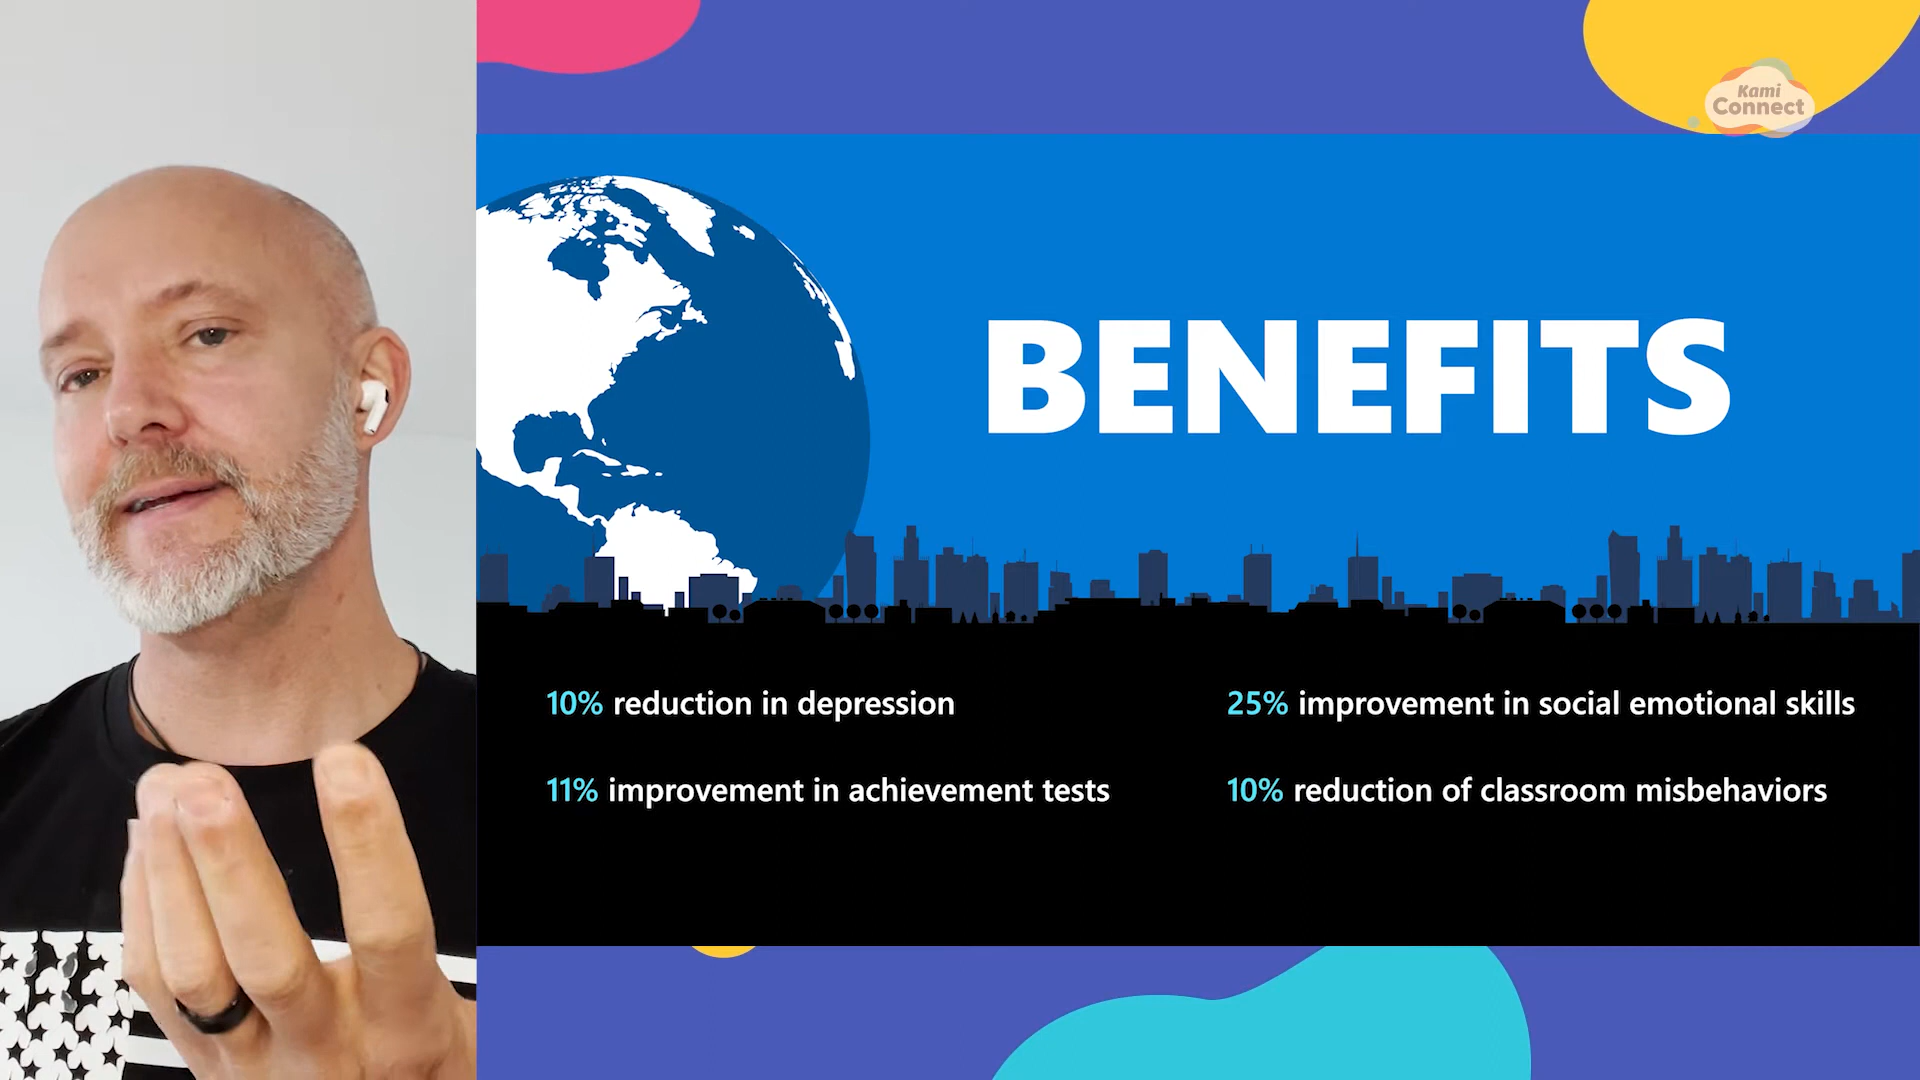 Kami
Connect
BENEFITS
10% reduction in depression
25% improvement in social emotional skills
11% improvement in achievement tests
10% reduction of classroom misbehaviors